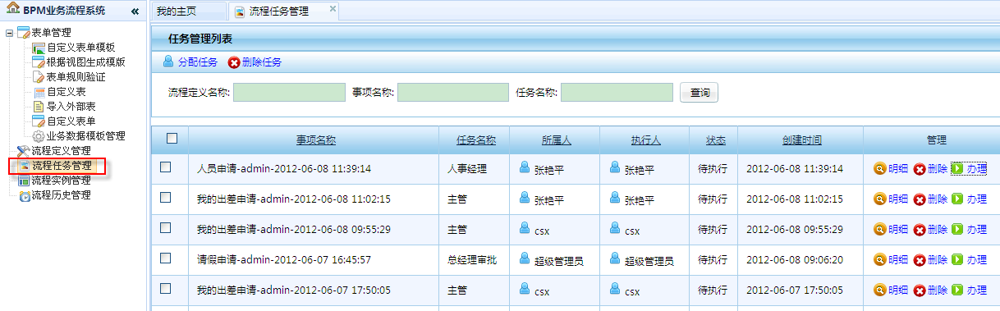 BPM业务流程系统 «
表单管理
自定义表单模板
根据视图生成模版
表单规则验证
自定义表
导入外部表
自定义表单
业务数据模板管理
流程定义管理
流程任务管理
流程实例管理
流程历史管理
我的主页 流程任务管理
任务管理列表
分配任务 删除任务
流程定义名称: 事项名称: 任务名称: 查询
事项名称 任务名称 所属人 执行人 状态 创建时间 管理
人员申请-admin-2012-06-08 11:39:14 人事经理 张艳平 张艳平 待执行 2012-06-08 11:39:14 明细 删除 办理
我的出差申请-admin-2012-06-08 11:02:15 主管 张艳平 张艳平 待执行 2012-06-08 11:02:15 明细 删除 办理
我的出差申请-admin-2012-06-08 09:55:29 主管 csx csx 待执行 2012-06-08 09:55:29 明细 删除 办理
请假申请-admin-2012-06-07 16:45:57 总经理审批 超级管理员 超级管理员 待执行 2012-06-08 09:06:20 明细 删除 办理
我的出差申请-admin-2012-06-07 17:50:05 主管 csx csx 待执行 2012-06-07 17:50:05 明细 删除 办理